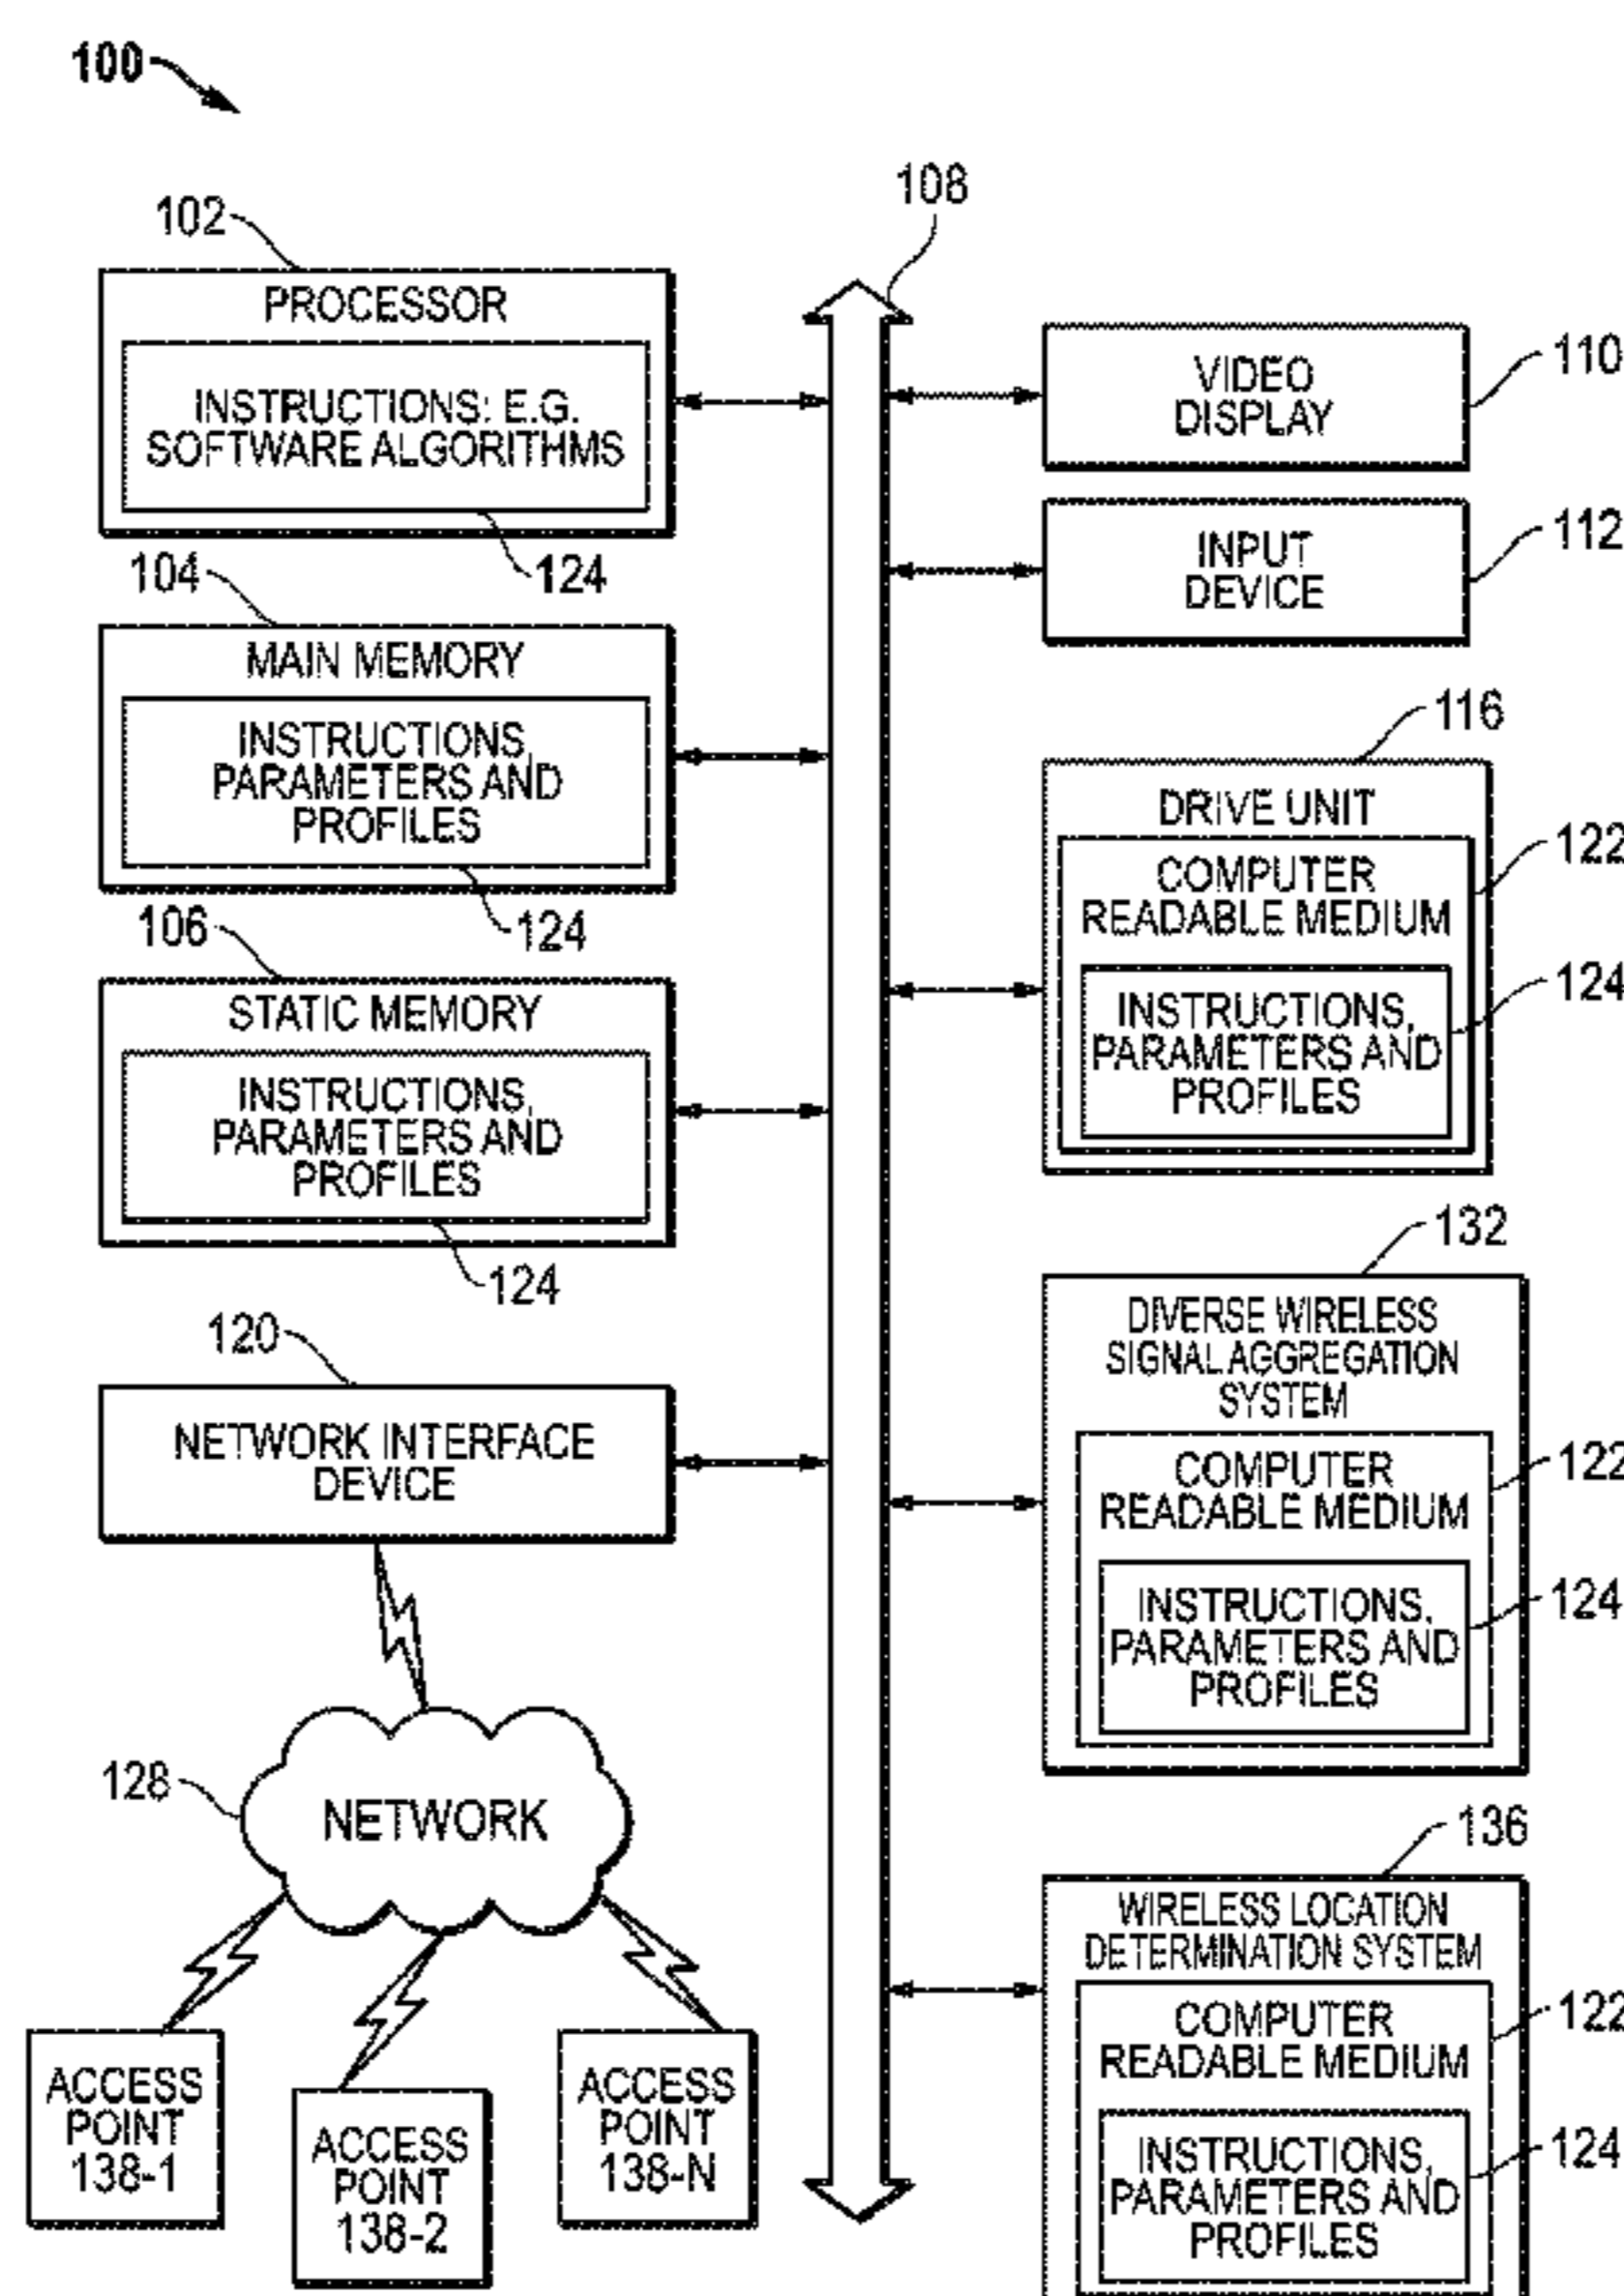 100
108
102
PROCESSOR
INSTRUCTIONS: E.G.
SOFTWARE ALGORITHMS
124
104
MAIN MEMORY
INSTRUCTIONS,
PARAMETERS AND
PROFILES
124
106
STATIC MEMORY
INSTRUCTIONS,
PARAMETERS AND
PROFILES
124
120
NETWORK INTERFACE
DEVICE
128
NETWORK
ACCESS
POINT
138-1
ACCESS
POINT
138-2
ACCESS
POINT
138-N
VIDEO
DISPLAY
110
INPUT
DEVICE
112
116
DRIVE UNIT
COMPUTER
READABLE MEDIUM
122
INSTRUCTIONS,
PARAMETERS AND
PROFILES
124
132
DIVERSE WIRELESS
SIGNAL AGGREGATION
SYSTEM
COMPUTER
READABLE MEDIUM
122
INSTRUCTIONS,
PARAMETERS AND
PROFILES
124
136
WIRELESS LOCATION
DETERMINATION SYSTEM
COMPUTER
READABLE MEDIUM
122
INSTRUCTIONS,
PARAMETERS AND
PROFILES
124